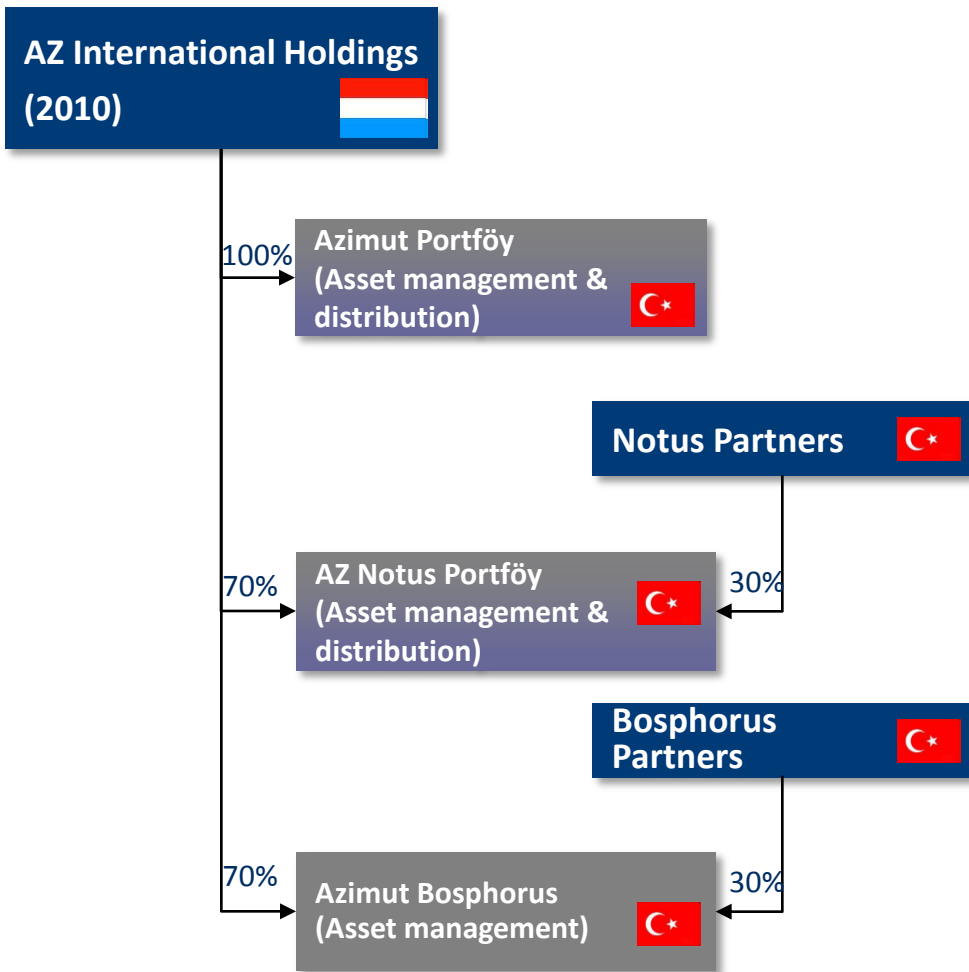 AZ International Holdings
(2010)
100%
Azimut Portföy
(Asset management &
distribution)
Notus Partners
70%
AZ Notus Portföy
(Asset management &
distribution)
30%
Bosphorus
Partners
70%
Azimut Bosphorus
(Asset management)
30%